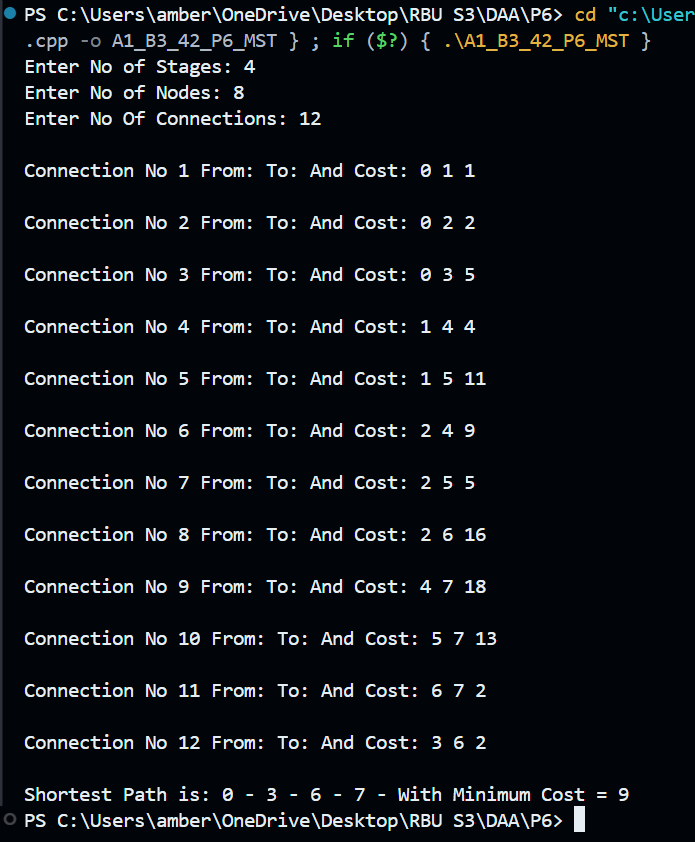 PS C:\Users\amber\OneDrive\Desktop\RBU S3\DAA\P6> cd "c:\User
.cpp -o A1_B3_42_P6_MST } ; if ($?) { .\A1_B3_42_P6_MST }
Enter No of Stages: 4
Enter No of Nodes: 8
Enter No Of Connections: 12
Connection No 1 From: To: And Cost: 0 1 1
Connection No 2 From: To: And Cost: 0 2 2
Connection No 3 From: To: And Cost: 0 3 5
Connection No 4 From: To: And Cost: 1 4 4
Connection No 5 From: To: And Cost: 1 5 11
Connection No 6 From: To: And Cost: 2 4 9
Connection No 7 From: To: And Cost: 2 5 5
Connection No 8 From: To: And Cost: 2 6 16
Connection No 9 From: To: And Cost: 4 7 18
Connection No 10 From: To: And Cost: 5 7 13
Connection No 11 From: To: And Cost: 6 7 2
Connection No 12 From: To: And Cost: 3 6 2
Shortest Path is: 0 - 3 - 6 - 7 - With Minimum Cost = 9
PS C:\Users\amber\OneDrive\Desktop\RBU S3\DAA\P6>